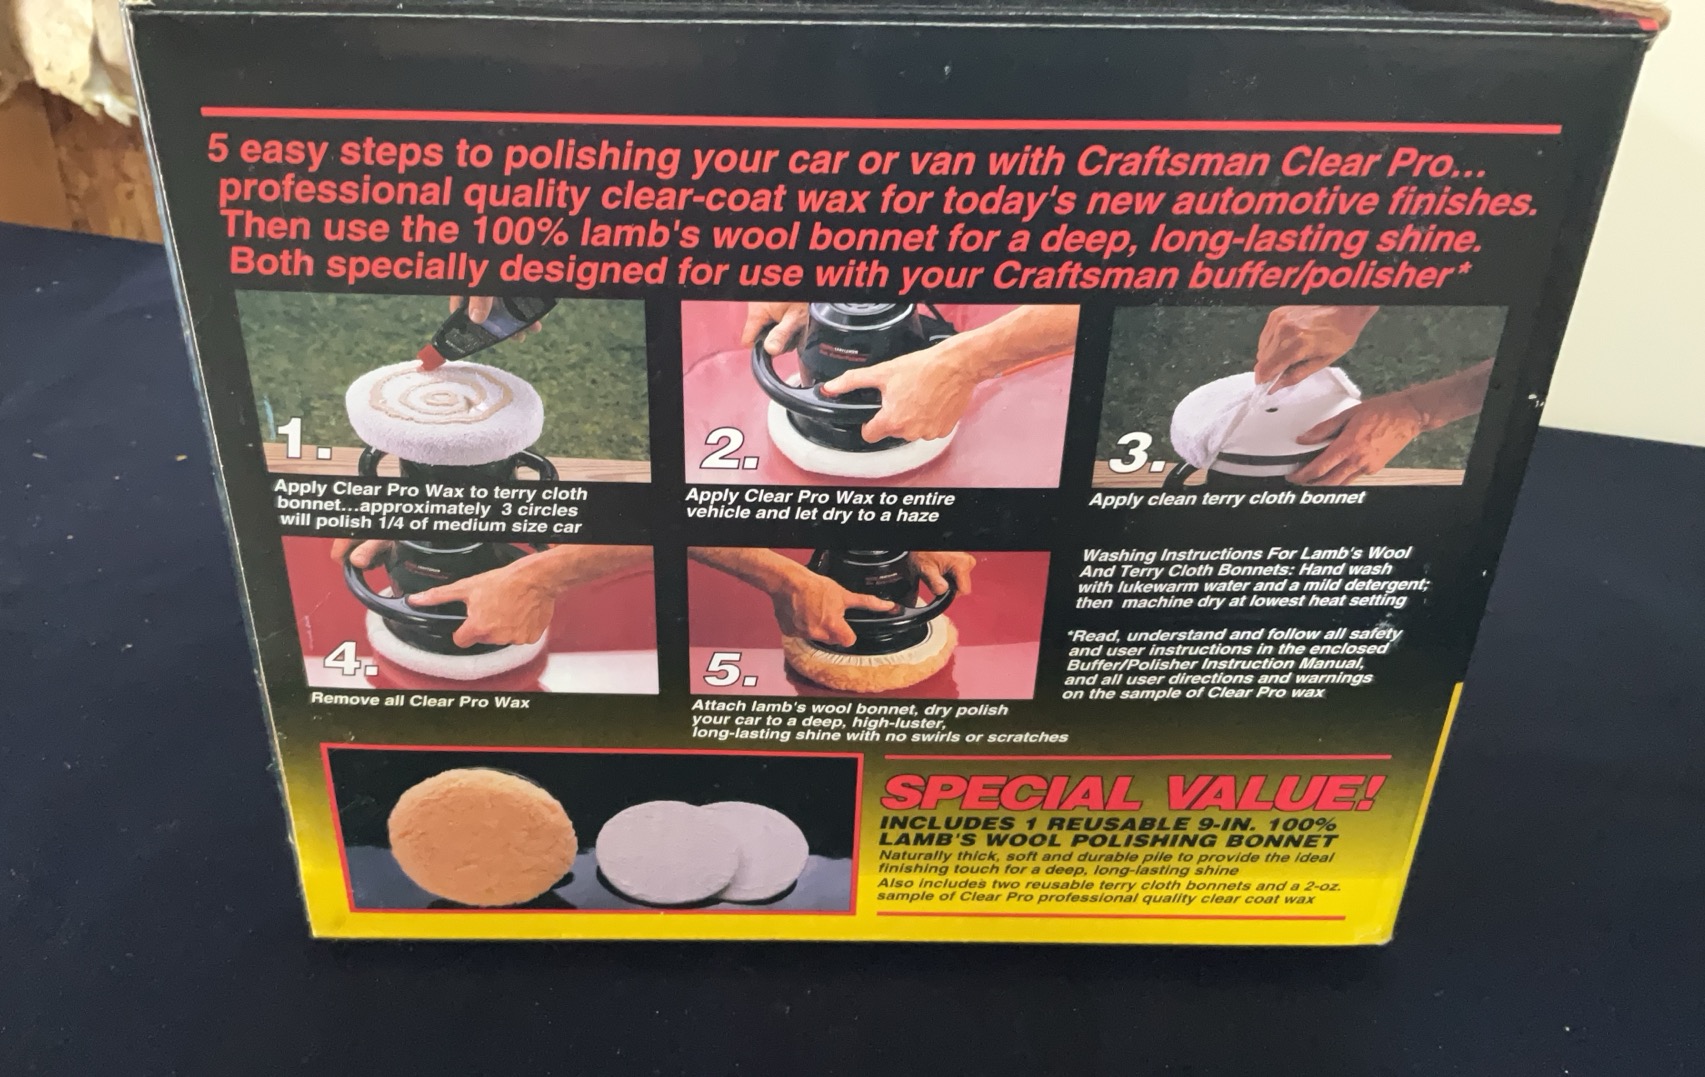 5 easy steps to polishing your car or van with Craftsman Clear Pro...
professional quality clear-coat wax for today's new automotive finishes.
Then use the 100% lamb's wool bonnet for a deep, long-lasting shine.
Both specially designed for use with your Craftsman buffer/polisher*
1.
Apply Clear Pro Wax to terry cloth
bonnet...approximately 3 circles
will polish 1/4 of medium size car
2.
Apply Clear Pro Wax to entire
vehicle and let dry to a haze
3.
Apply clean terry cloth bonnet
4.
Remove all Clear Pro Wax
5.
Attach lamb's wool bonnet, dry polish
your car to a deep, high-luster,
long-lasting shine with no swirls or scratches
Washing Instructions For Lamb's Wool
And Terry Cloth Bonnets: Hand wash
with lukewarm water and a mild detergent;
then machine dry at lowest heat setting
*Read, understand and follow all safety
and user instructions in the enclosed
Buffer/Polisher Instruction Manual,
and all user directions and warnings
on the sample of Clear Pro wax
SPECIAL VALUE!
INCLUDES 1 REUSABLE 9-IN. 100%
LAMB'S WOOL POLISHING BONNET
Naturally thick, soft and durable pile to provide the ideal
finishing touch for a deep, long-lasting shine
Also includes two reusable terry cloth bonnets and a 2-oz.
sample of Clear Pro professional quality clear coat wax